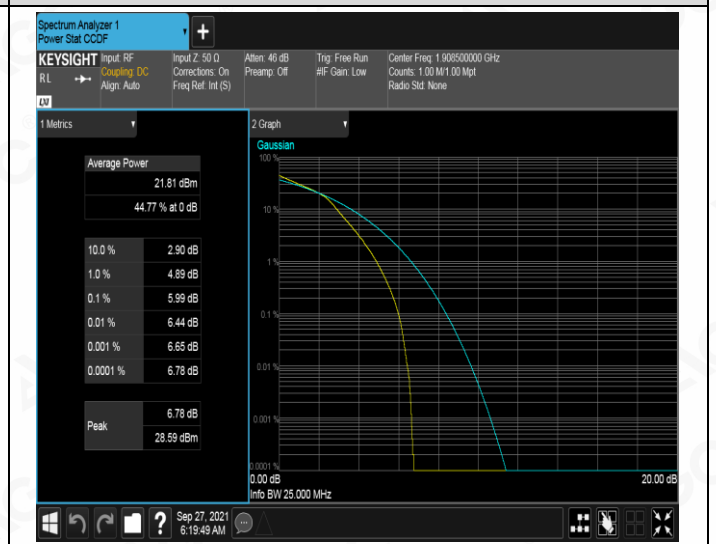 Spectrum Analyzer 1
Power Stat CCDF
+
KEYSIGHT
R L
LXI
Input: RF
Coupling: DC
Align: Auto
Input Z: 50 Ω
Corrections: On
Freq Ref: Int (S)
Atten: 46 dB
Preamp: Off
Trig: Free Run
#IF Gain: Low
Center Freq: 1.908500000 GHz
Counts: 1.00 M/1.00 Mpt
Radio Std: None
1 Metrics
Average Power
21.81 dBm
44.77 % at 0 dB
10.0 % 2.90 dB
1.0 % 4.89 dB
0.1 % 5.99 dB
0.01 % 6.44 dB
0.001 % 6.65 dB
0.0001 % 6.78 dB
Peak 6.78 dB
28.59 dBm
2 Graph
Gaussian
100 %
10 %
1 %
0.1 %
0.01 %
0.001 %
0.0001 %
0.00 dB 20.00 dB
Info BW 25.000 MHz
? Sep 27, 2021
6:19:49 AM